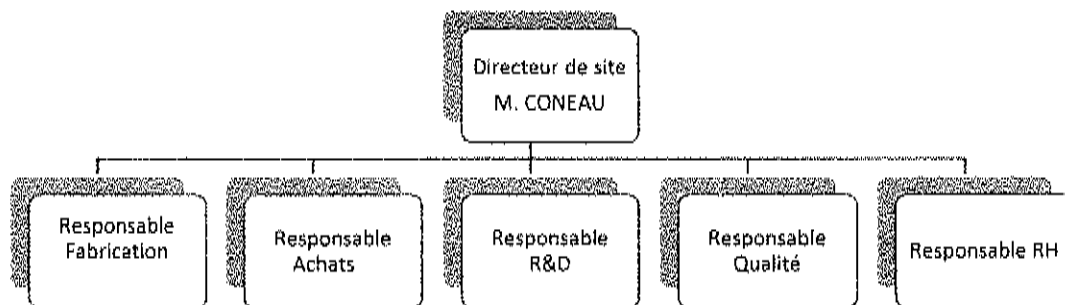 Directeur de site
M. CONEAU
Responsable
Fabrication
Responsable
Achats
Responsable
R&D
Responsable
Qualité
Responsable RH